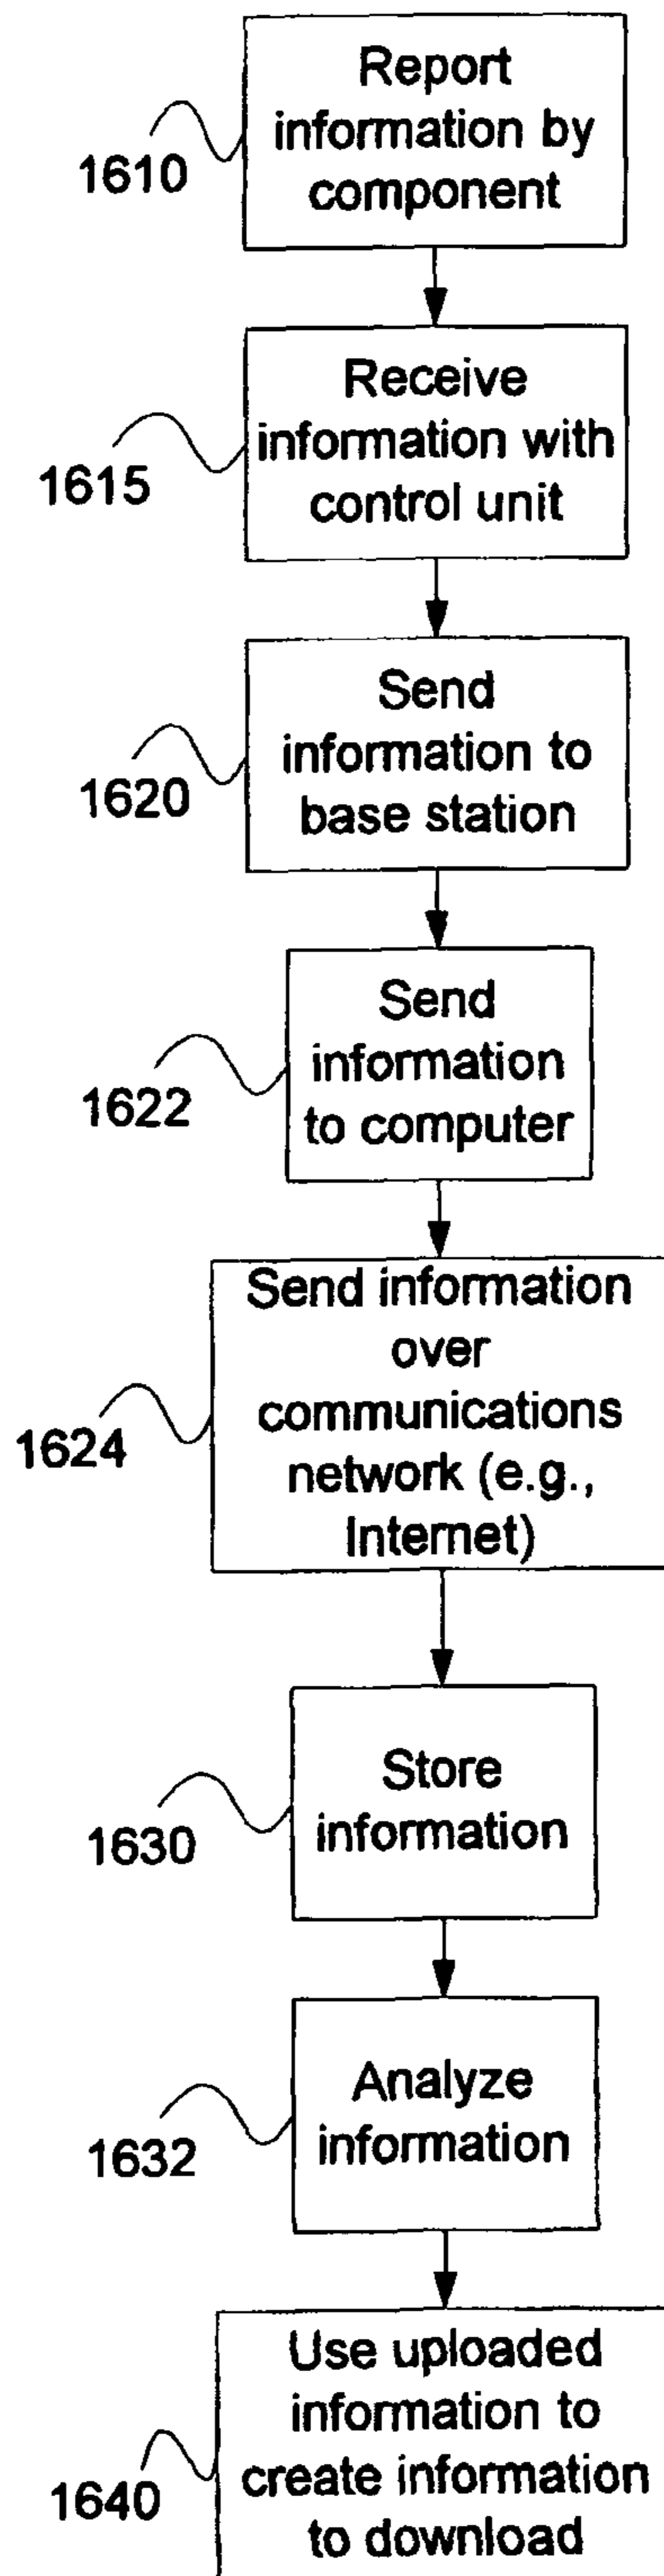 Report
information by
component
1610
Receive
information with
control unit
1615
Send
information to
base station
1620
Send
information
to computer
1622
Send information
over
communications
network (e.g.,
Internet)
1624
Store
information
1630
Analyze
information
1632
Use uploaded
information to
create information
to download
1640